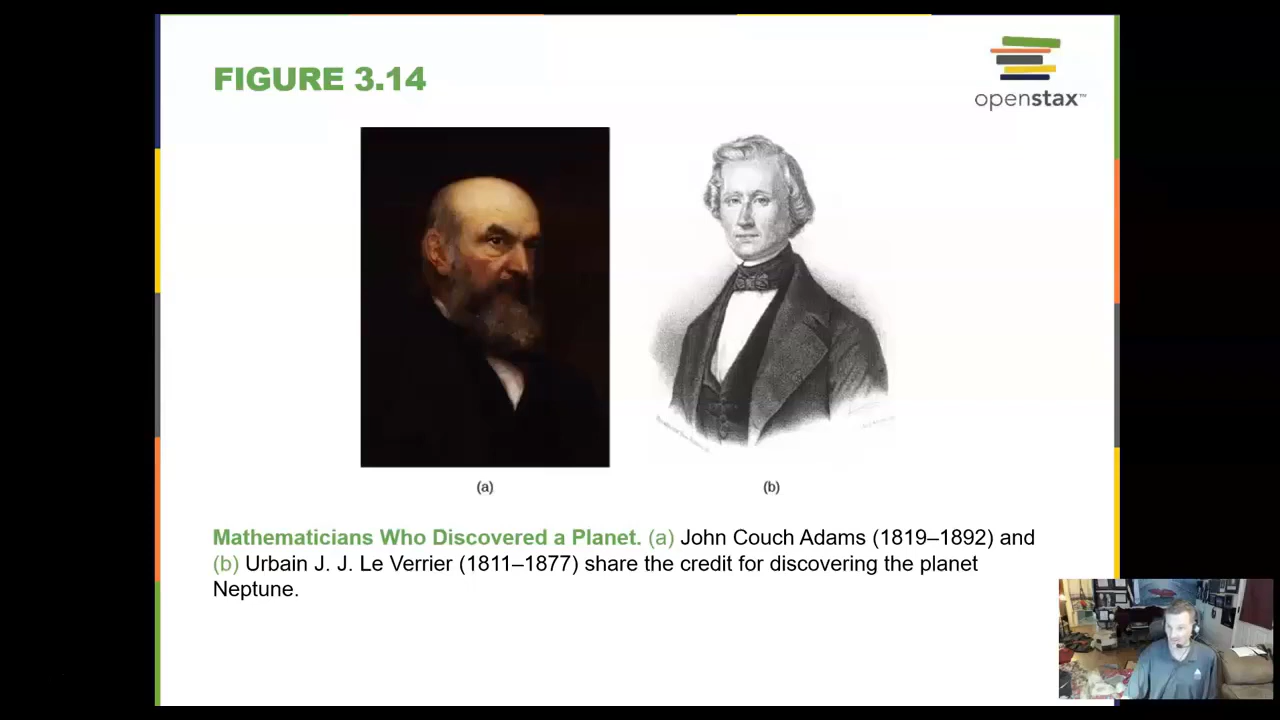 FIGURE 3.14
openstax™
(a)
(b)
Mathematicians Who Discovered a Planet. (a) John Couch Adams (1819–1892) and
(b) Urbain J. J. Le Verrier (1811–1877) share the credit for discovering the planet
Neptune.